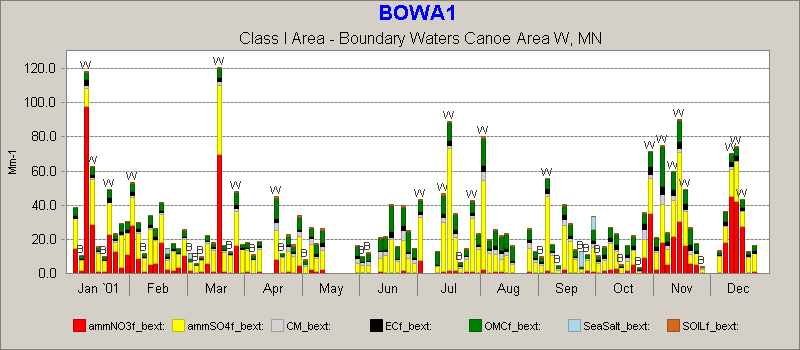 BOWA1
Class I Area - Boundary Waters Canoe Area W, MN
120.0
100.0
80.0
Mm-1
60.0
40.0
20.0
0.0
Jan '01 Feb Mar Apr May Jun Jul Aug Sep Oct Nov Dec
ammNO3f_bext: ammSO4f_bext: CM_bext: ECf_bext: OMCf_bext: SeaSalt_bext: SOILf_bext: